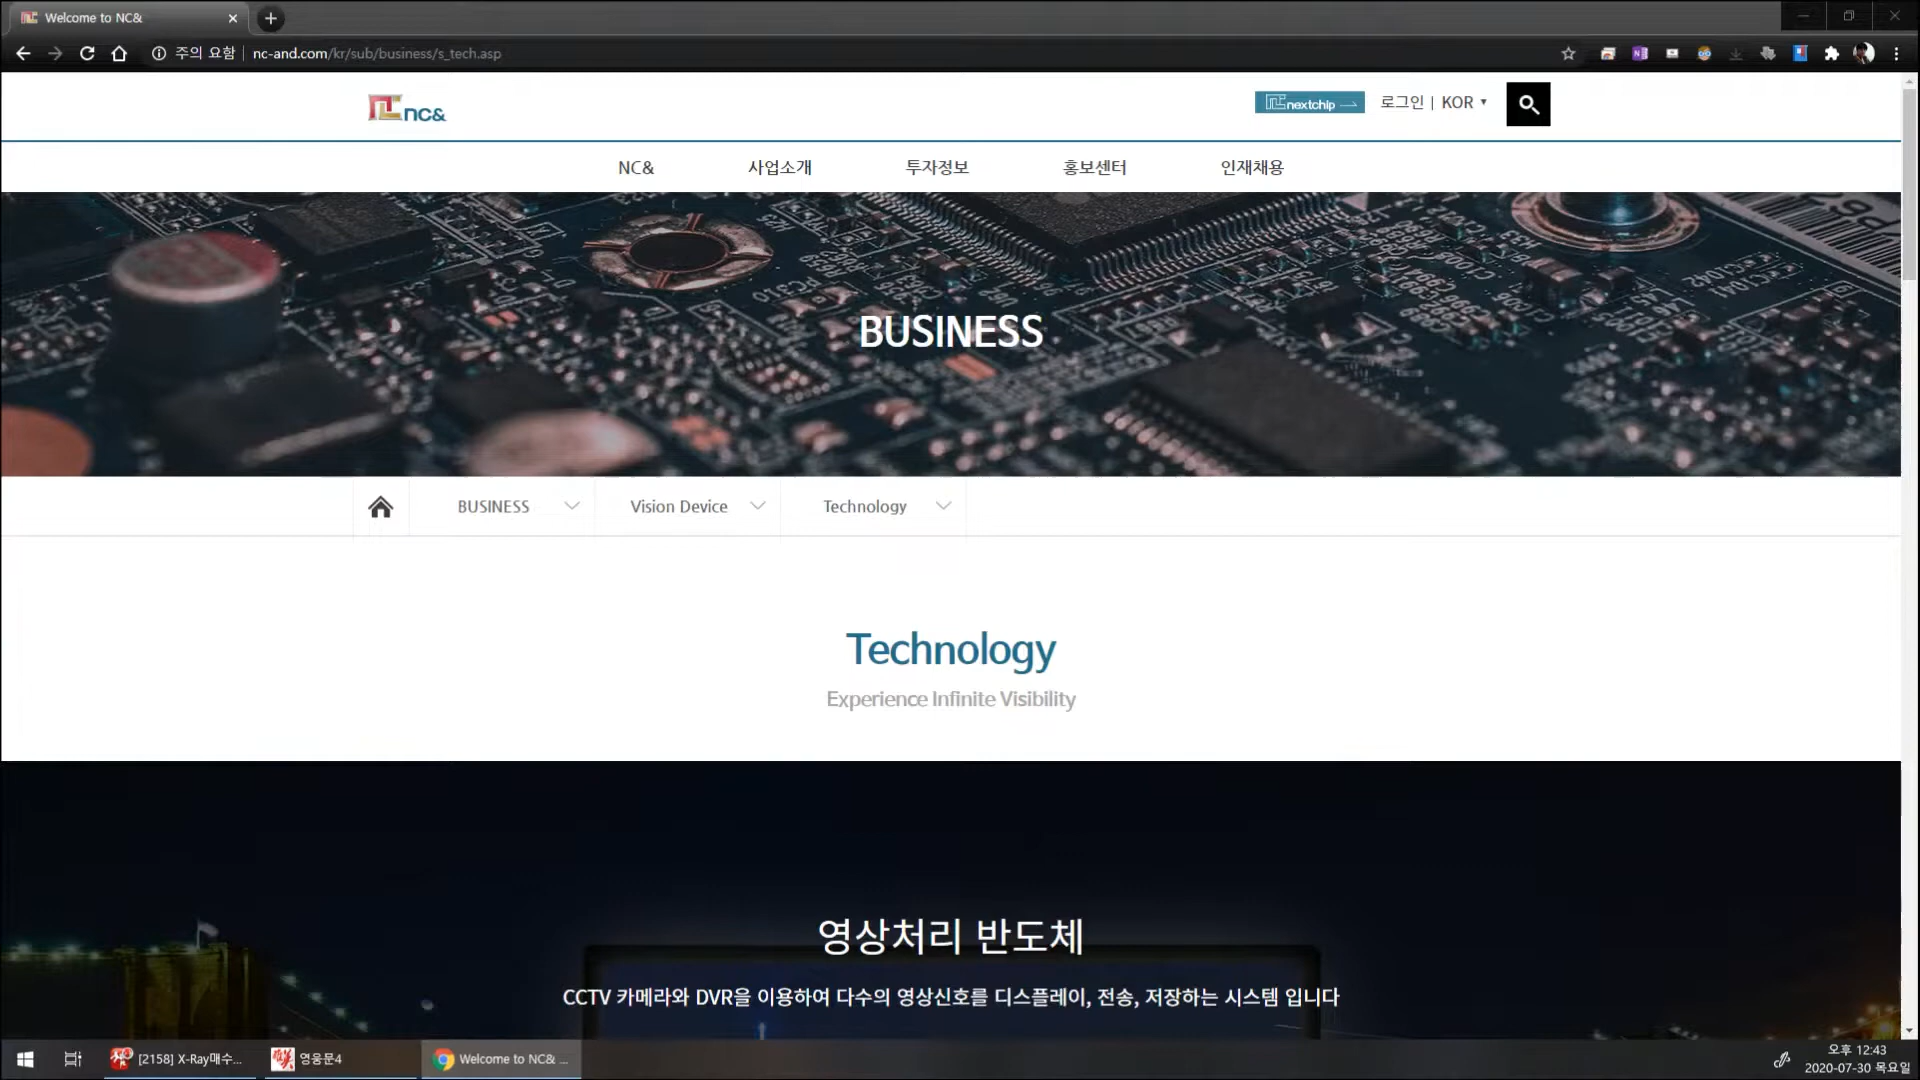 Welcome to NC&
주의 요함 nc-and.com/kr/sub/business/s_tech.asp
nc&
nextchip
로그인 | KOR
NC& 사업소개 투자정보 홍보센터 인재채용
BUSINESS
BUSINESS Vision Device Technology
Technology
Experience Infinite Visibility
영상처리 반도체
CCTV 카메라와 DVR을 이용하여 다수의 영상신호를 디스플레이, 전송, 저장하는 시스템 입니다
[2158] X-Ray매수... 영웅문4 Welcome to NC& ...
오후 12:43
2020-07-30 목요일